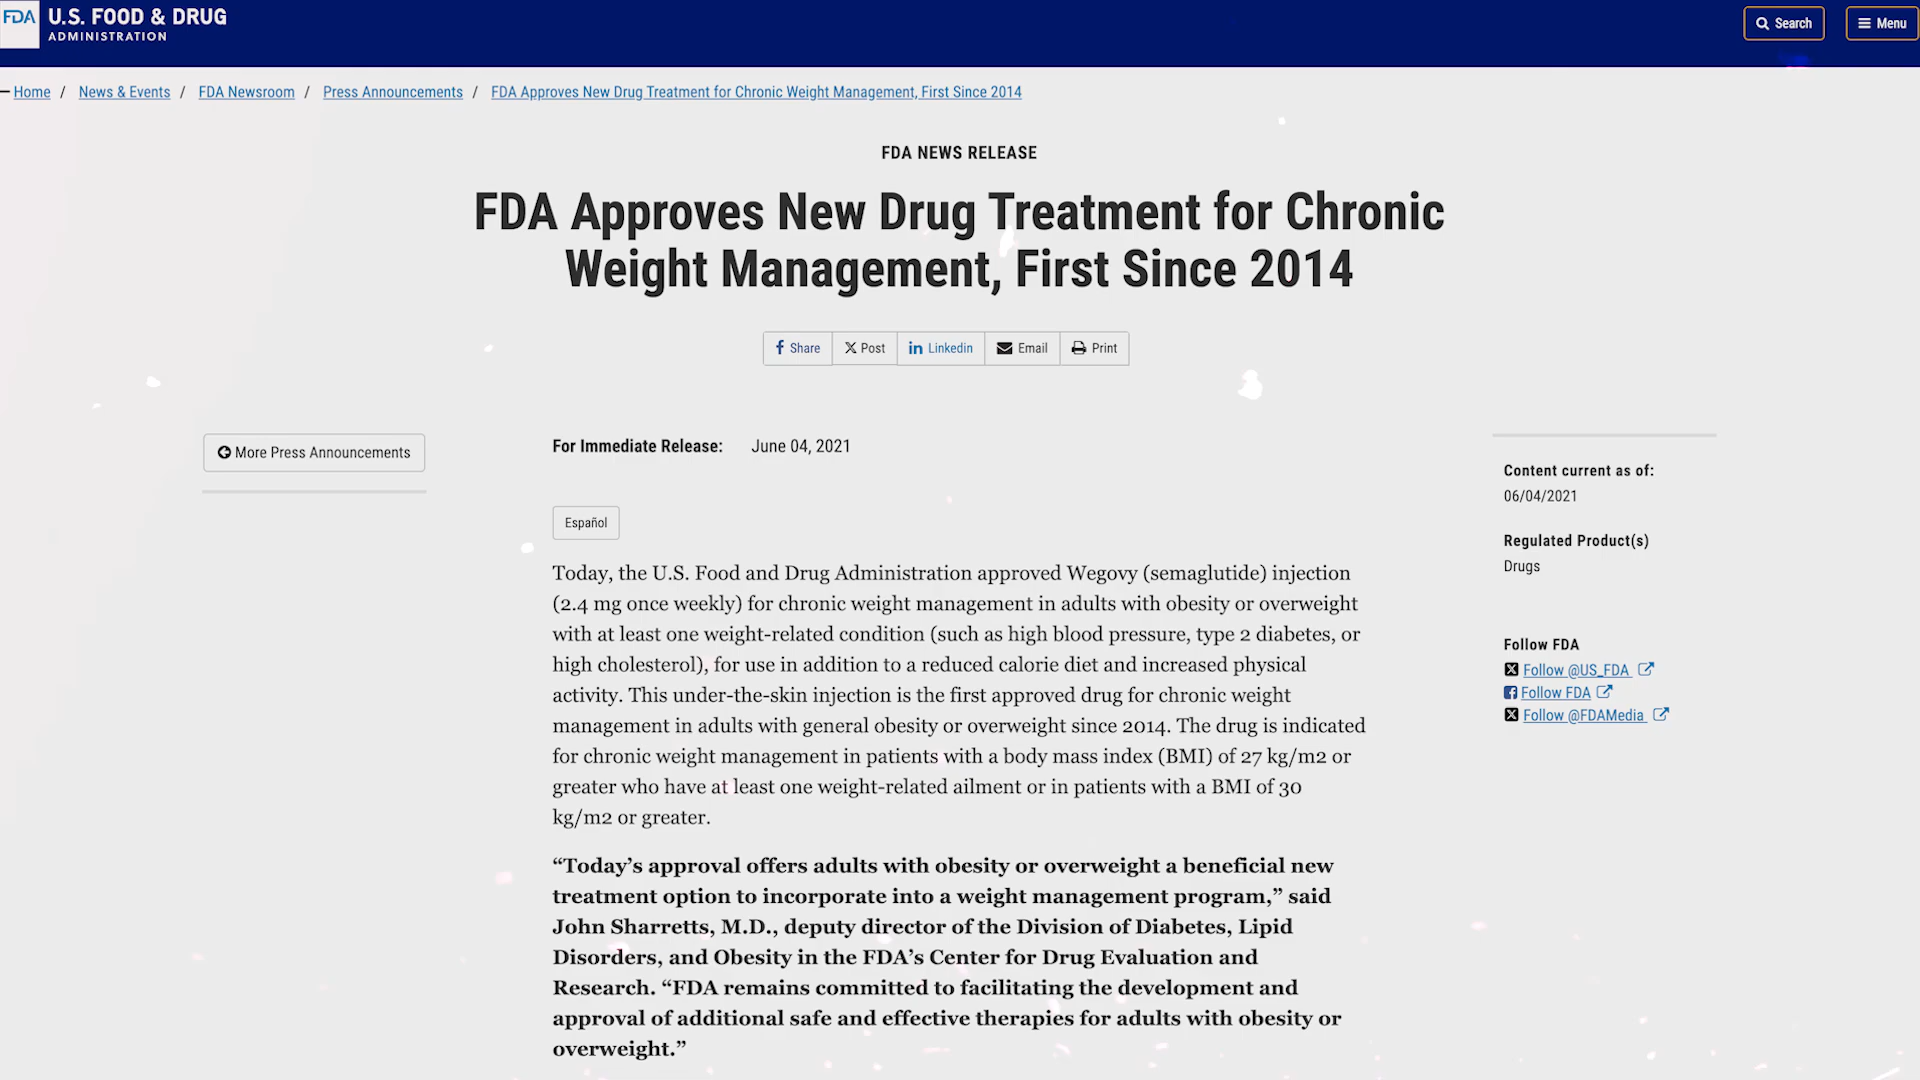 FDA
U.S. FOOD & DRUG
ADMINISTRATION
Search
Menu
Home / News & Events / FDA Newsroom / Press Announcements / FDA Approves New Drug Treatment for Chronic Weight Management, First Since 2014
FDA NEWS RELEASE
FDA Approves New Drug Treatment for Chronic
Weight Management, First Since 2014
Share
Post
Linkedin
Email
Print
More Press Announcements
For Immediate Release: June 04, 2021
Español
Today, the U.S. Food and Drug Administration approved Wegovy (semaglutide) injection
(2.4 mg once weekly) for chronic weight management in adults with obesity or overweight
with at least one weight-related condition (such as high blood pressure, type 2 diabetes, or
high cholesterol), for use in addition to a reduced calorie diet and increased physical
activity. This under-the-skin injection is the first approved drug for chronic weight
management in adults with general obesity or overweight since 2014. The drug is indicated
for chronic weight management in patients with a body mass index (BMI) of 27 kg/m2 or
greater who have at least one weight-related ailment or in patients with a BMI of 30
kg/m2 or greater.
“Today’s approval offers adults with obesity or overweight a beneficial new
treatment option to incorporate into a weight management program,” said
John Sharretts, M.D., deputy director of the Division of Diabetes, Lipid
Disorders, and Obesity in the FDA’s Center for Drug Evaluation and
Research. “FDA remains committed to facilitating the development and
approval of additional safe and effective therapies for adults with obesity or
overweight.”
Content current as of:
06/04/2021
Regulated Product(s)
Drugs
Follow FDA
Follow @US_FDA
Follow FDA
Follow @FDAMedia